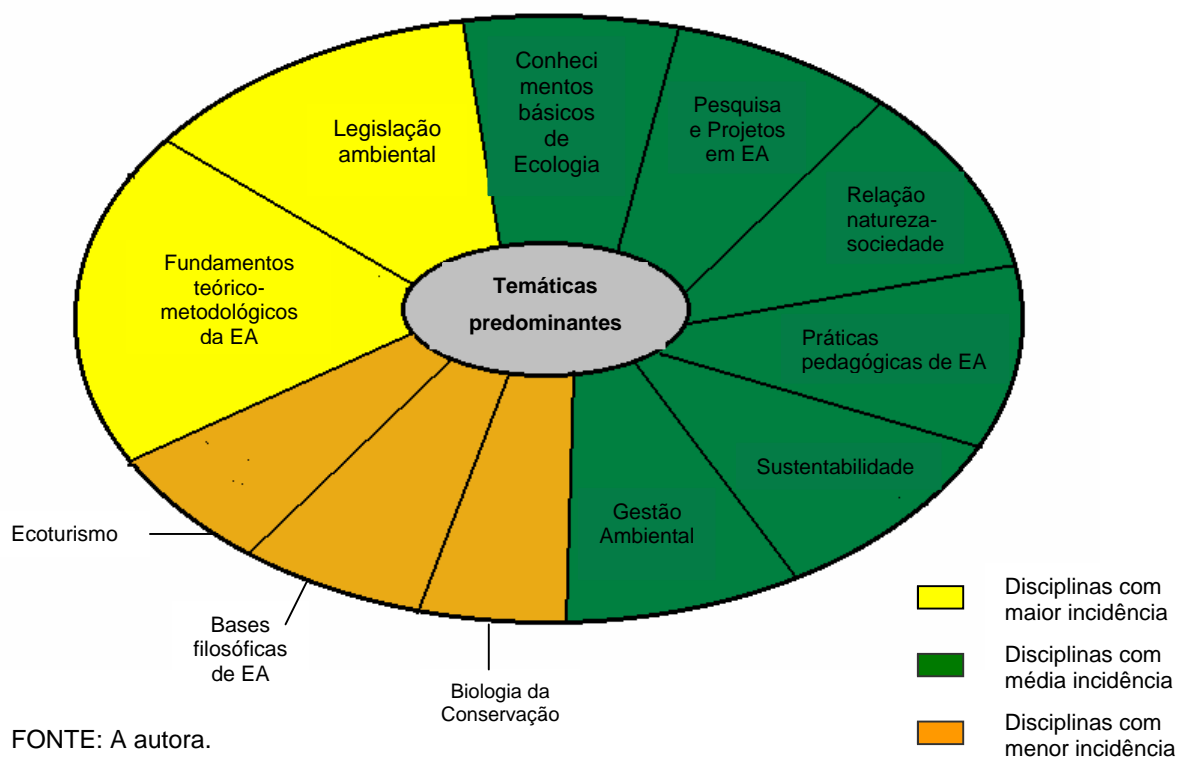 Conheci
mentos
básicos
de
Ecologia
Pesquisa
e Projetos
em EA
Relação
natureza-
sociedade
Práticas
pedagógicas de EA
Sustentabilidade
Gestão
Ambiental
Biologia da
Conservação
Bases
filosóficas
de EA
Ecoturismo
Fundamentos
teórico-
metodológicos
da EA
Legislação
ambiental
Temáticas
predominantes
Disciplinas com
maior incidência
Disciplinas com
média incidência
Disciplinas com
menor incidência
FONTE: A autora.